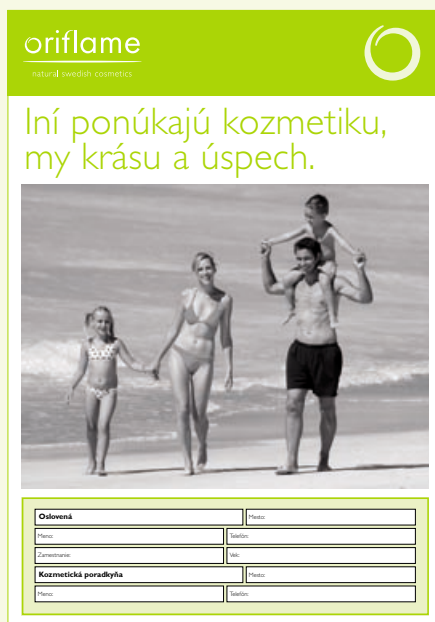 oriflame
natural swedish cosmetics
Iní ponúkajú kozmetiku,
my krásu a úspech.
Oslovená Mesto:
Meno: Telefón:
Zamestnanie: Vek:
Kozmetická poradkyňa Mesto:
Meno: Telefón: